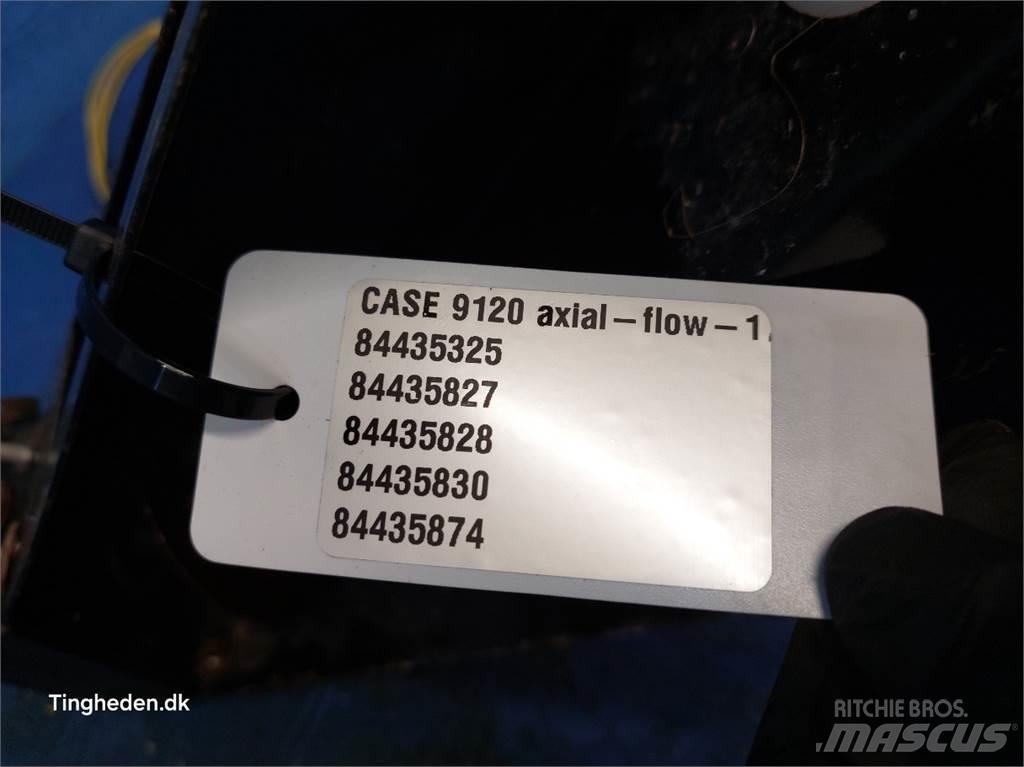 CASE 9120 axial-flow-1
84435325
84435827
84435828
84435830
84435874
Tingheden.dk
RITCHIE BROS.
MASCUS